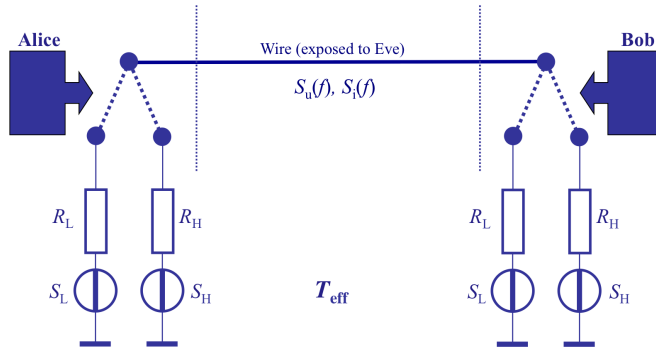 Alice
Bob
Wire (exposed to Eve)
Su(f), Si(f)
RL
RH
RL
RH
SL
SH
Teff
SL
SH